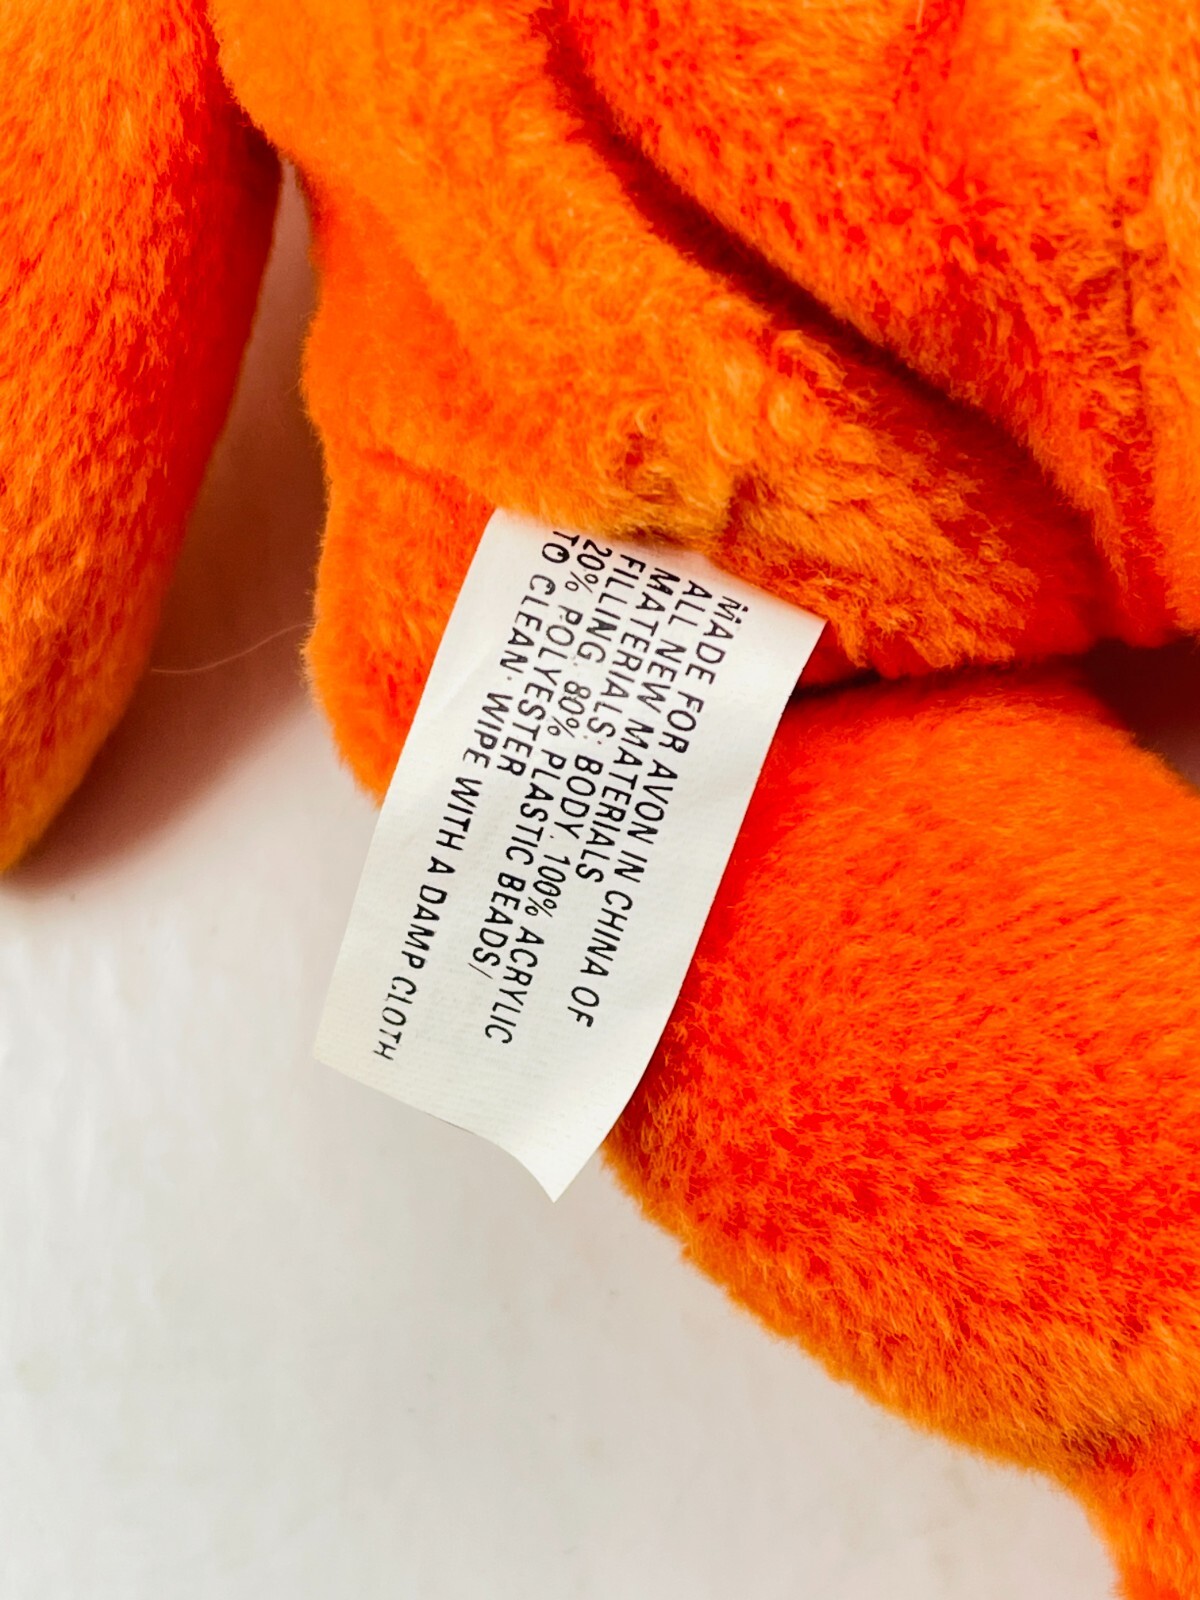 MADE FOR AVON IN CHINA OF
ALL NEW MATERIALS
MATERIALS: BODY. 100% ACRYLIC
FILLING. 80% PLASTIC BEADS/
20% POLYESTER
TO CLEAN: WIPE WITH A DAMP CLOTH